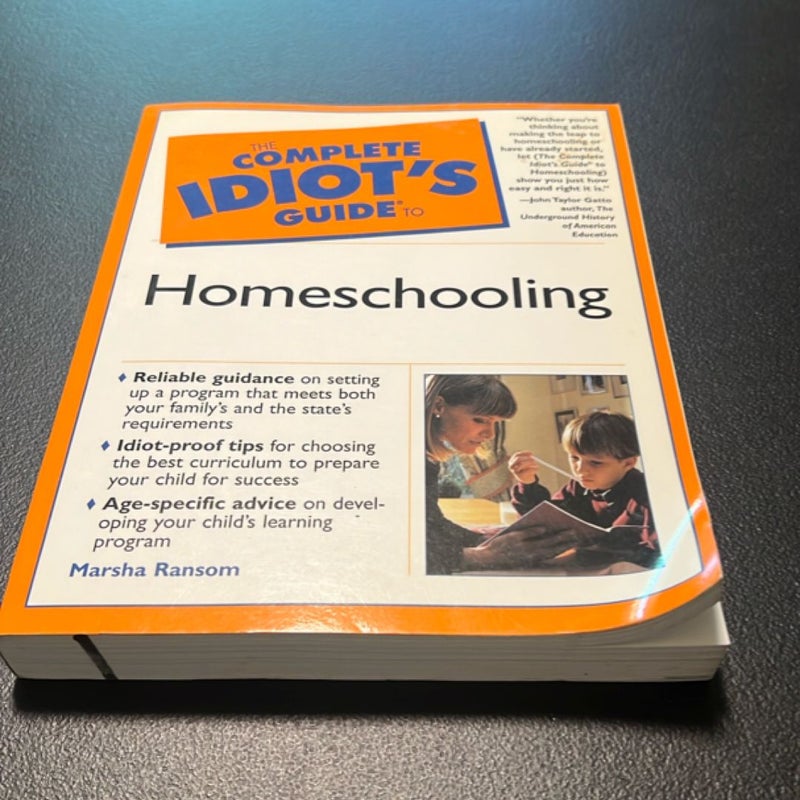 THE
COMPLETE
IDIOT'S
GUIDE® TO
"Whether you're
thinking about
making the leap to
homeschooling or
have already started,
let (The Complete
Idiot's Guide® to
Homeschooling)
show you just how
easy and right it is."
—John Taylor Gatto
author, The
Underground History
of American
Education
Homeschooling
♦ Reliable guidance on setting
up a program that meets both
your family's and the state's
requirements
♦ Idiot-proof tips for choosing
the best curriculum to prepare
your child for success
♦ Age-specific advice on devel-
oping your child's learning
program
Marsha Ransom